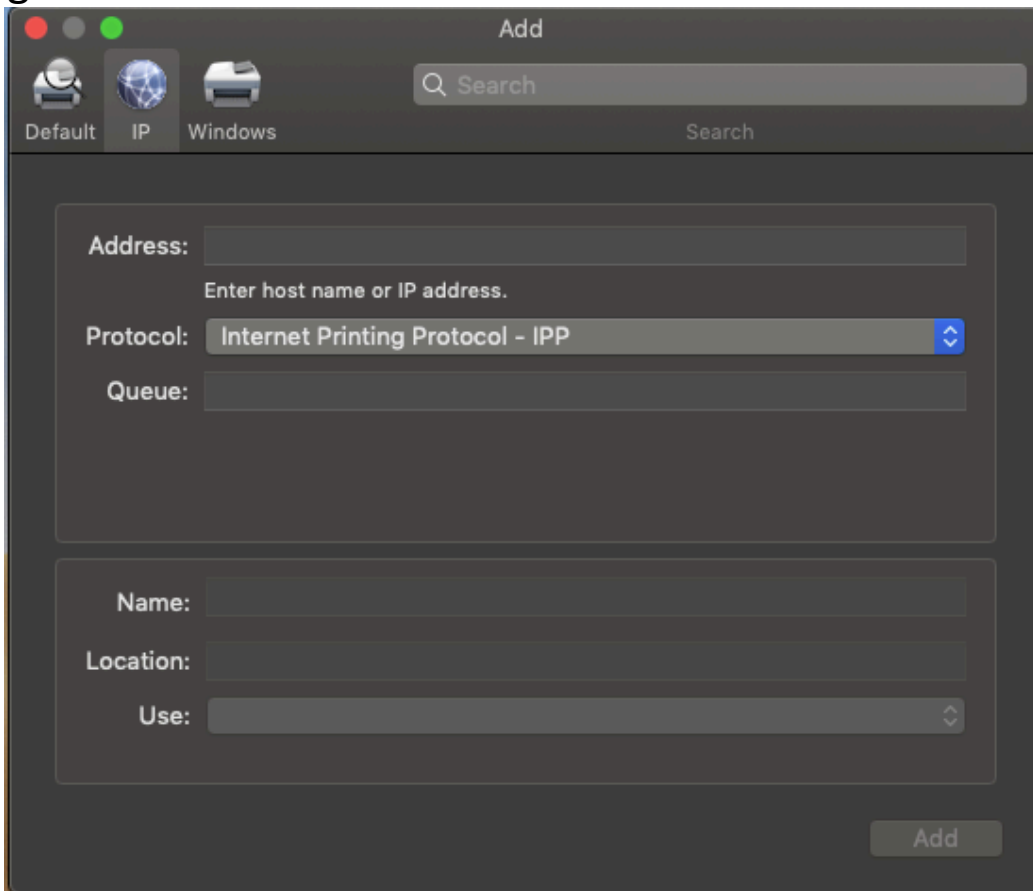 Add
Search
Default IP Windows Search
Address:
Enter host name or IP address.
Protocol: Internet Printing Protocol - IPP
Queue:
Name:
Location:
Use:
Add